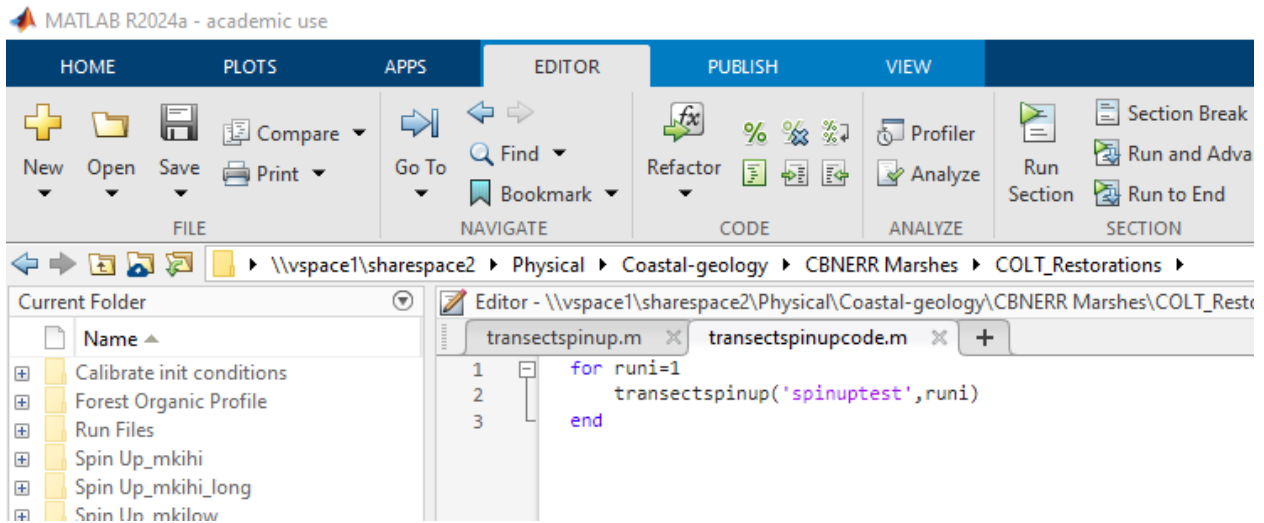 MATLAB R2024a - academic use
HOME PLOTS APPS EDITOR PUBLISH VIEW
New Open Save Compare Print
FILE
Go To Find Bookmark
NAVIGATE
Refactor
CODE
Profiler Analyze
ANALYZE
Run Section Section Break Run and Adva Run to End
SECTION
\\vspace1\sharespace2 Physical Coastal-geology CBNERR Marshes COLT_Restorations
Current Folder
Name
Calibrate init conditions
Forest Organic Profile
Run Files
Spin Up_mkihi
Spin Up_mkihi_long
Spin Up_mkilow
Editor - \\vspace1\sharespace2\Physical\Coastal-geology\CBNERR Marshes\COLT_Resto
transectspinup.m transectspinupcode.m
1 for runi=1
2 transectspinup('spinuptest',runi)
3 end